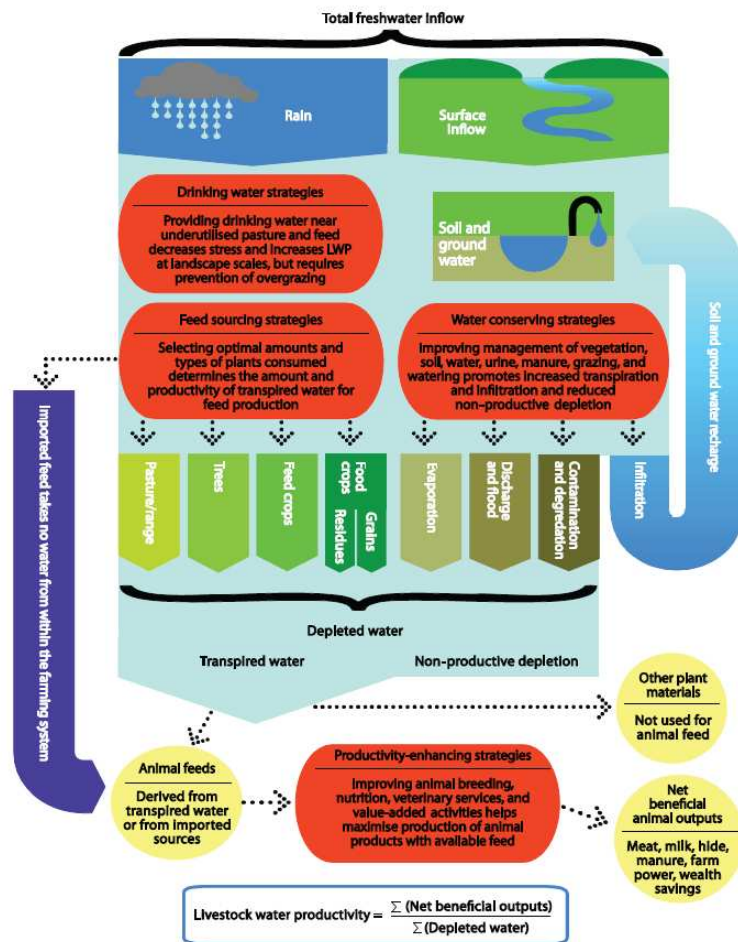 Total freshwater inflow
Rain
Surface
inflow
Drinking water strategies
Providing drinking water near
underutilised pasture and feed
decreases stress and increases LWP
at landscape scales, but requires
prevention of overgrazing
Soil and
ground
water
Soil and ground water recharge
Feed sourcing strategies
Selecting optimal amounts and
types of plants consumed
determines the amount and
productivity of transpired water for
feed production
Water conserving strategies
Improving management of vegetation,
soil, water, urine, manure, grazing, and
watering promotes increased transpiration
and infiltration and reduced
non-productive depletion
Imported feed takes no water from within the farming system
Pasture/range
Trees
Feed crops
Food
crops
Grains
Residues
Evaporation
Discharge
and flood
Contamination
and degredation
Infiltration
Depleted water
Transpired water
Non-productive depletion
Other plant
materials
Not used for
animal feed
Animal feeds
Derived from
transpired water
or from imported
sources
Productivity-enhancing strategies
Improving animal breeding,
nutrition, veterinary services, and
value-added activities helps
maximise production of animal
products with available feed
Net
beneficial
animal outputs
Meat, milk, hide,
manure, farm
power, wealth
savings
Livestock water productivity = ∑ (Net beneficial outputs)
∑(Depleted water)